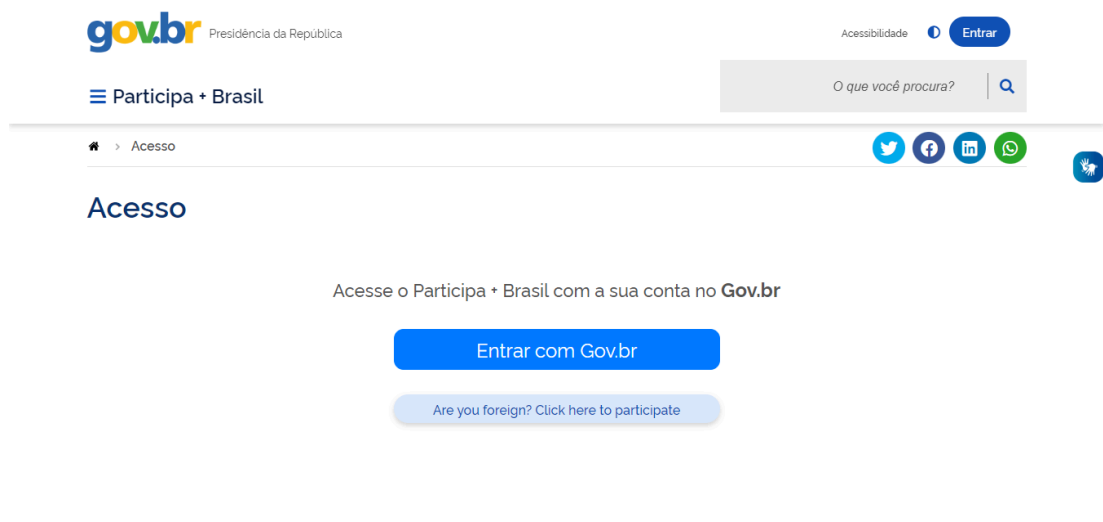 gov.br Presidência da República
Acessibilidade Entrar
Participa + Brasil
O que você procura?
Acesso
Acesso
Acesse o Participa + Brasil com a sua conta no Gov.br
Entrar com Gov.br
Are you foreign? Click here to participate